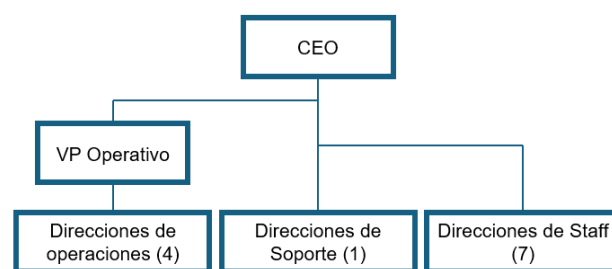 CEO
VP Operativo
Direcciones de
operaciones (4)
Direcciones de
Soporte (1)
Direcciones de Staff
(7)